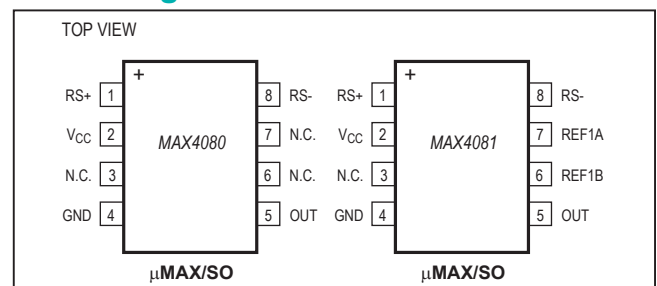 TOP VIEW
+
RS+ 1
8 RS-
VCC 2
7 N.C.
MAX4080
N.C. 3
6 N.C.
GND 4
5 OUT
µMAX/SO
+
RS+ 1
8 RS-
VCC 2
7 REF1A
MAX4081
N.C. 3
6 REF1B
GND 4
5 OUT
µMAX/SO